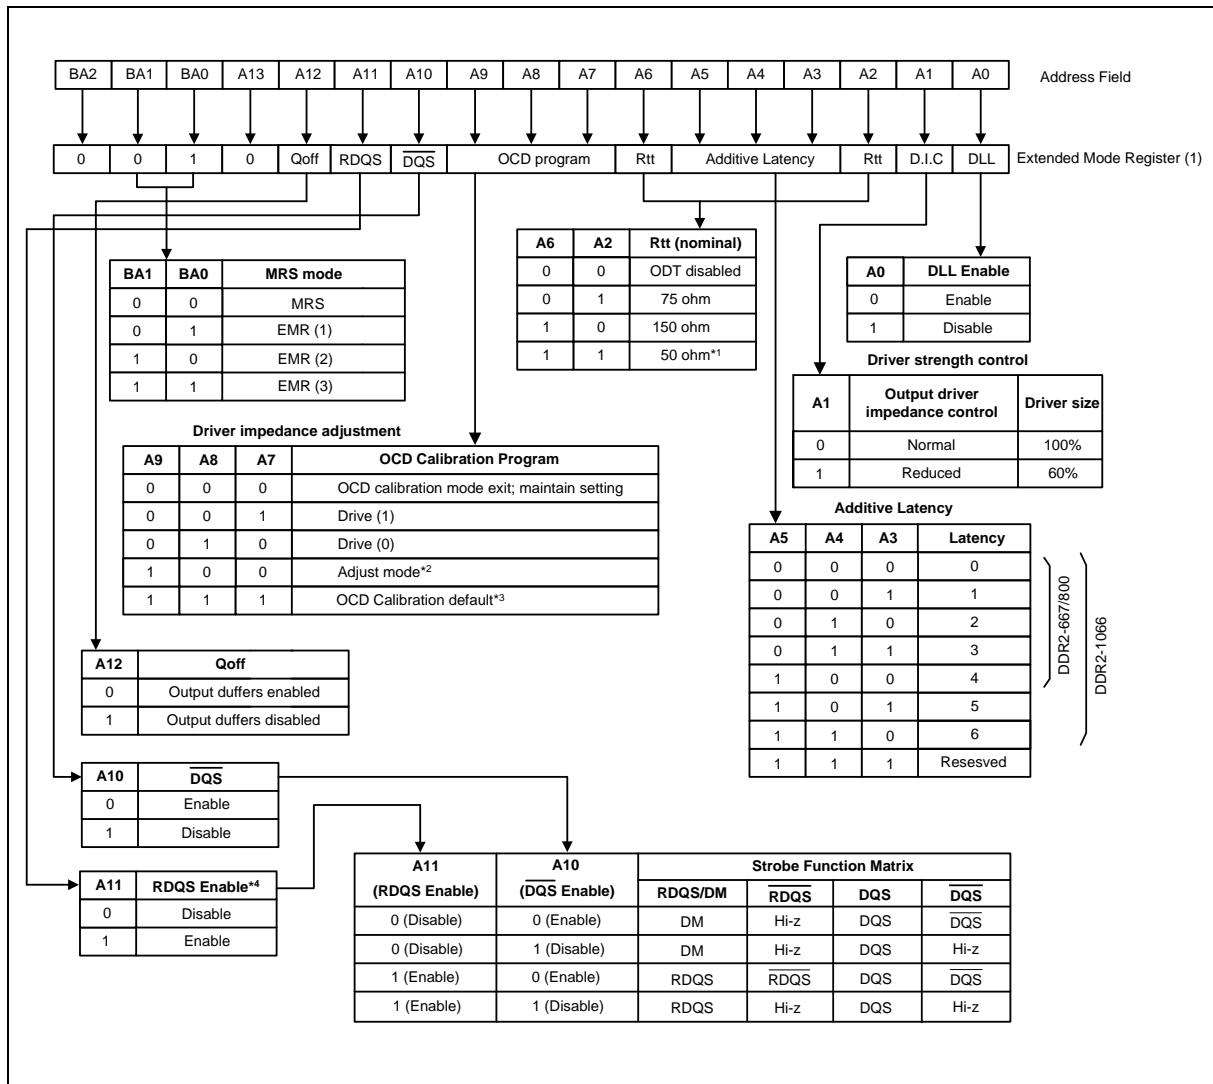 BA2 BA1 BA0 A13 A12 A11 A10 A9 A8 A7 A6 A5 A4 A3 A2 A1 A0 Address Field
0 0 1 0 Qoff RDQS DQS OCD program Rtt Additive Latency Rtt D.I.C DLL Extended Mode Register (1)
BA1 BA0 MRS mode
0 0 MRS
0 1 EMR (1)
1 0 EMR (2)
1 1 EMR (3)
A6 A2 Rtt (nominal)
0 0 ODT disabled
0 1 75 ohm
1 0 150 ohm
1 1 50 ohm*1
A0 DLL Enable
0 Enable
1 Disable
Driver strength control
A1 Output driver impedance control Driver size
0 Normal 100%
1 Reduced 60%
Driver impedance adjustment
A9 A8 A7 OCD Calibration Program
0 0 0 OCD calibration mode exit; maintain setting
0 0 1 Drive (1)
0 1 0 Drive (0)
1 0 0 Adjust mode*2
1 1 1 OCD Calibration default*3
Additive Latency
A5 A4 A3 Latency
0 0 0 0
0 0 1 1
0 1 0 2
0 1 1 3
1 0 0 4
1 0 1 5
1 1 0 6
1 1 1 Resesved
DDR2-667/800
DDR2-1066
A12 Qoff
0 Output duffers enabled
1 Output duffers disabled
A10 DQS
0 Enable
1 Disable
A11 RDQS Enable*4
0 Disable
1 Enable
A11 (RDQS Enable) A10 (DQS Enable) Strobe Function Matrix
RDQS/DM RDQS DQS DQS
0 (Disable) 0 (Enable) DM Hi-z DQS DQS
0 (Disable) 1 (Disable) DM Hi-z DQS Hi-z
1 (Enable) 0 (Enable) RDQS RDQS DQS DQS
1 (Enable) 1 (Disable) RDQS Hi-z DQS Hi-z